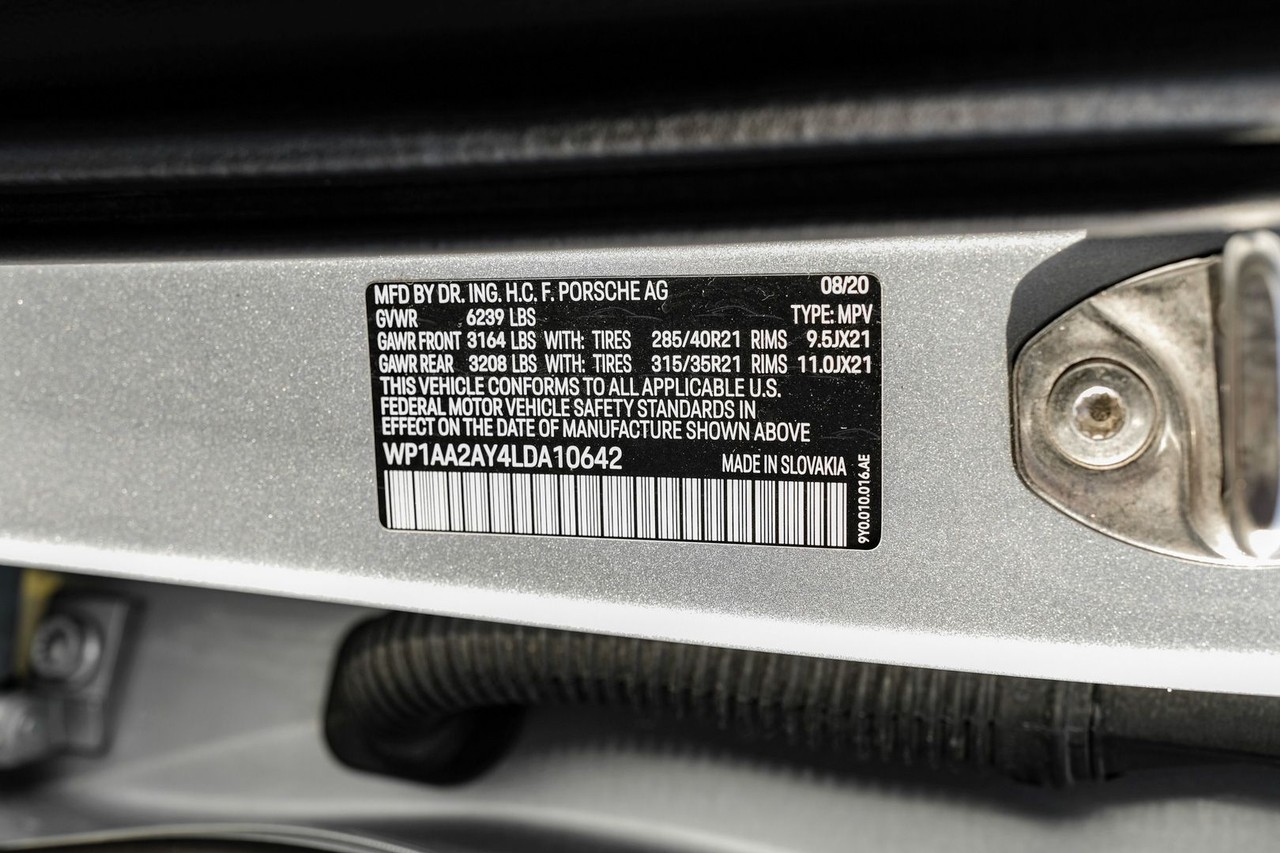 MFD BY DR. ING. H.C. F. PORSCHE AG 08/20
GVWR 6239 LBS TYPE: MPV
GAWR FRONT 3164 LBS WITH: TIRES 285/40R21 RIMS 9.5JX21
GAWR REAR 3208 LBS WITH: TIRES 315/35R21 RIMS 11.0JX21
THIS VEHICLE CONFORMS TO ALL APPLICABLE U.S.
FEDERAL MOTOR VEHICLE SAFETY STANDARDS IN
EFFECT ON THE DATE OF MANUFACTURE SHOWN ABOVE
WP1AA2AY4LDA10642 MADE IN SLOVAKIA
9Y0.010.016.AE